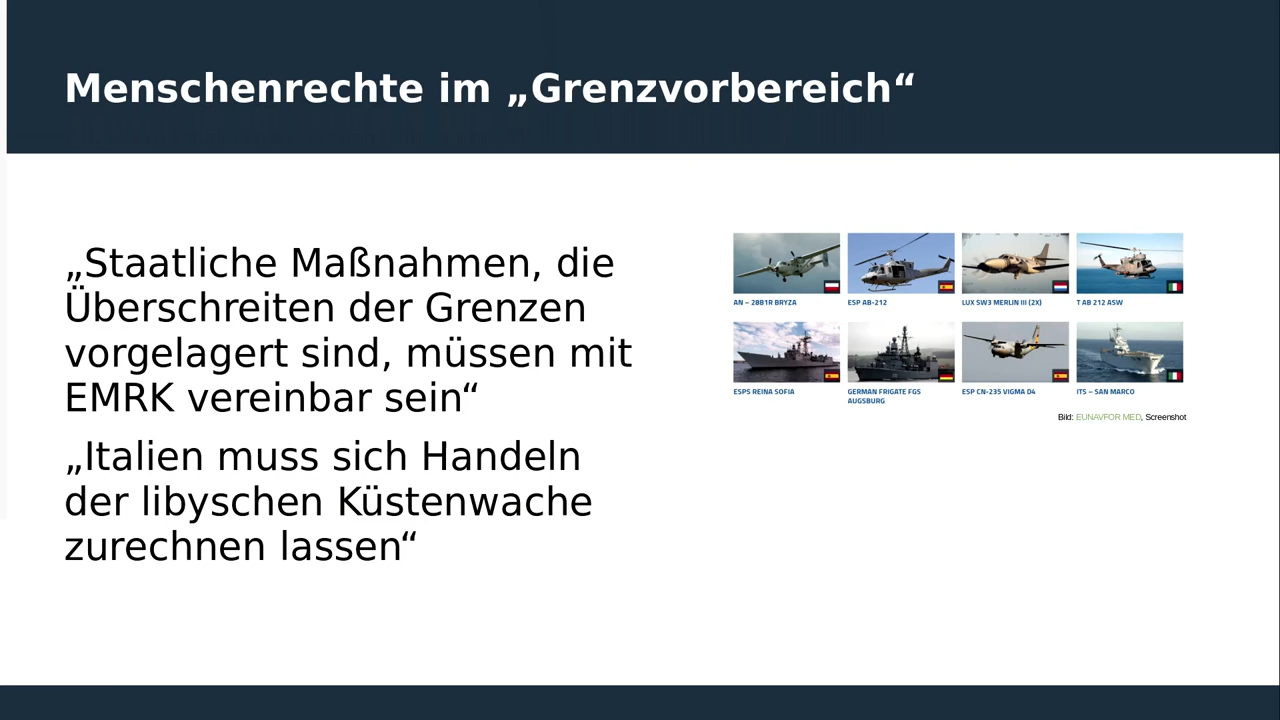 Menschenrechte im „Grenzvorbereich“
„Staatliche Maßnahmen, die
Überschreiten der Grenzen
vorgelagert sind, müssen mit
EMRK vereinbar sein“
„Italien muss sich Handeln
der libyschen Küstenwache
zurechnen lassen“
AN – 28B1R BRYZA
ESP AB-212
LUX SW3 MERLIN III (2X)
T AB 212 ASW
ESPS REINA SOFIA
GERMAN FRIGATE FGS
AUGSBURG
ESP CN-235 VIGMA D4
ITS – SAN MARCO
Bild: EUNAVFOR MED, Screenshot